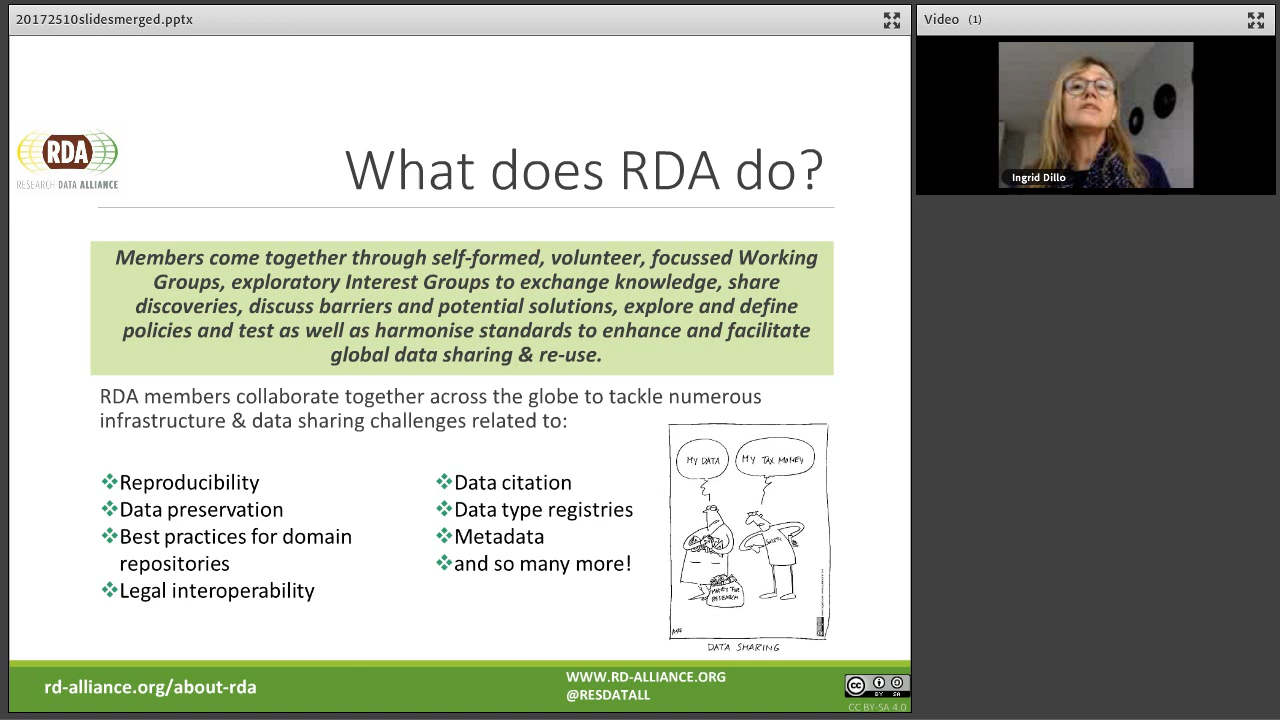 20172510slidesmerged.pptx
Video (1)
Ingrid Dillo
RDA
RESEARCH DATA ALLIANCE
What does RDA do?
Members come together through self-formed, volunteer, focussed Working
Groups, exploratory Interest Groups to exchange knowledge, share
discoveries, discuss barriers and potential solutions, explore and define
policies and test as well as harmonise standards to enhance and facilitate
global data sharing & re-use.
RDA members collaborate together across the globe to tackle numerous
infrastructure & data sharing challenges related to:
Reproducibility
Data preservation
Best practices for domain
repositories
Legal interoperability
Data citation
Data type registries
Metadata
and so many more!
MY DATA
MY TAX MONEY
MONEY FOR
RESEARCH
DATA SHARING
rd-alliance.org/about-rda
WWW.RD-ALLIANCE.ORG
@RESDATALL
cc
BY SA
CC BY-SA 4.0